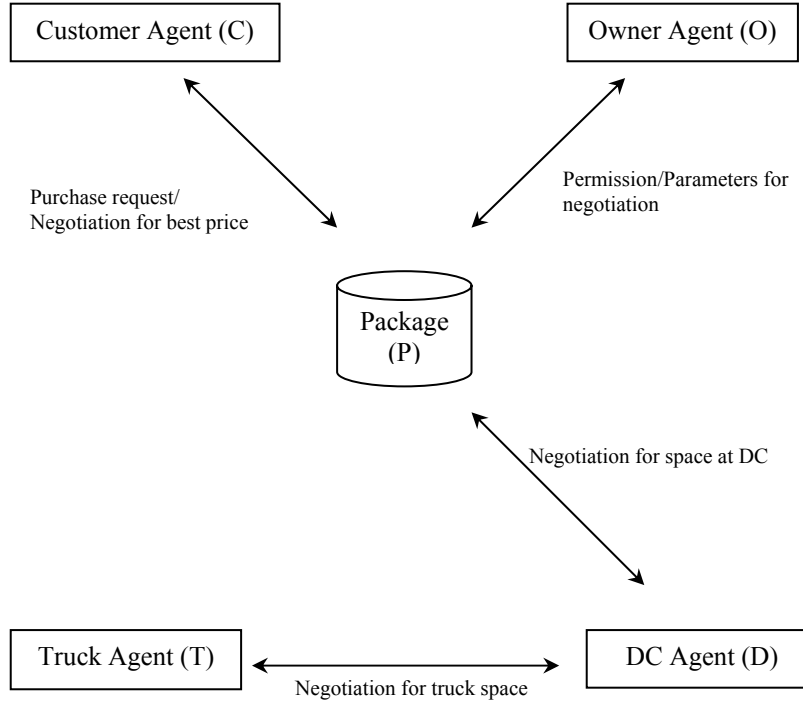 Customer Agent (C)
Owner Agent (O)
Purchase request/
Negotiation for best price
Permission/Parameters for
negotiation
Package
(P)
Negotiation for space at DC
Truck Agent (T)
DC Agent (D)
Negotiation for truck space